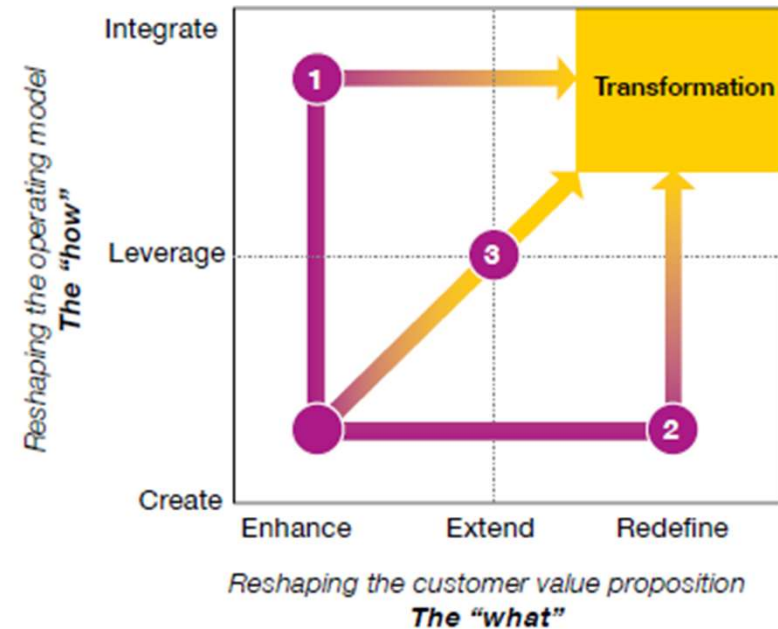 Integrate
1
Transformation
Reshaping the operating model
The “how”
Leverage
3
2
Create
Enhance
Extend
Redefine
Reshaping the customer value proposition
The “what”